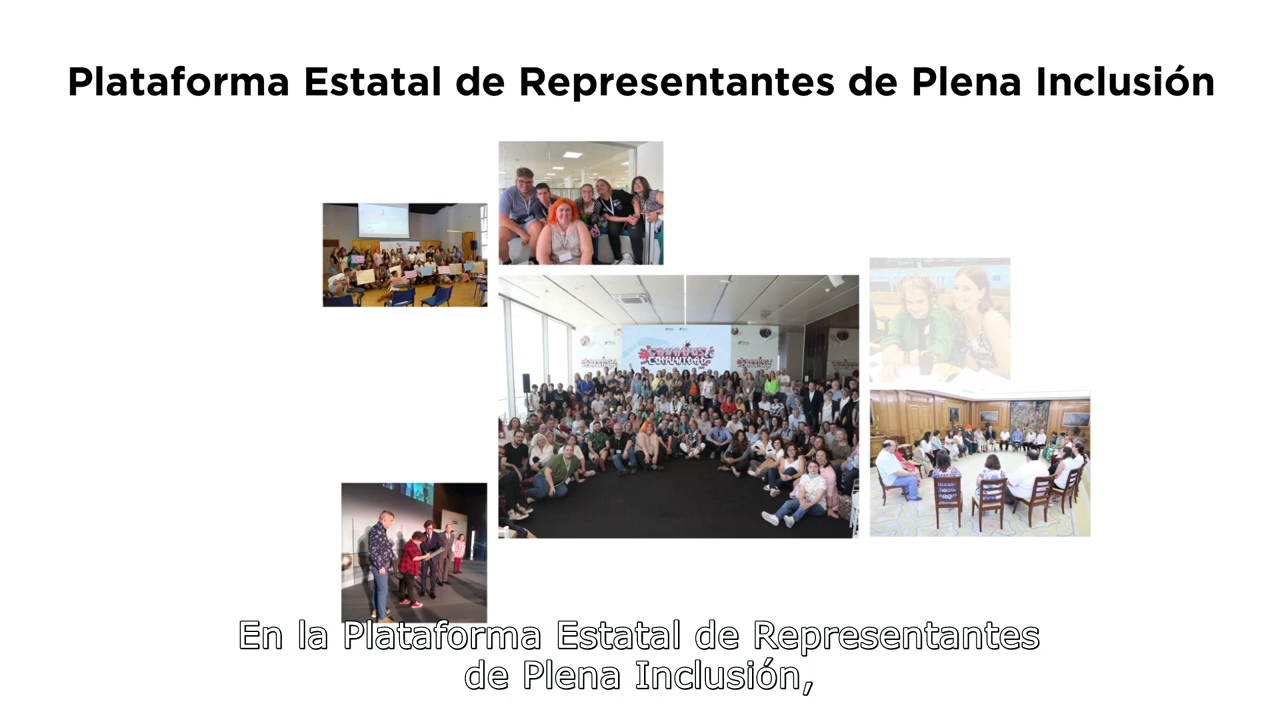 Plataforma Estatal de Representantes de Plena Inclusión
En la Plataforma Estatal de Representantes
de Plena Inclusión,